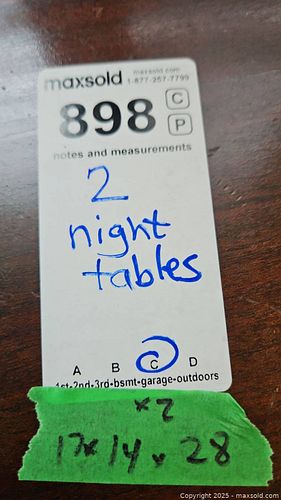 maxsold
maxsold.com
1-877-257-7799
898
C
P
notes and measurements
2
night
tables
A B C D
1st-2nd-3rd-bsmt-garage-outdoors
x2
17x14x28
Copyright 2025 - maxsold.com